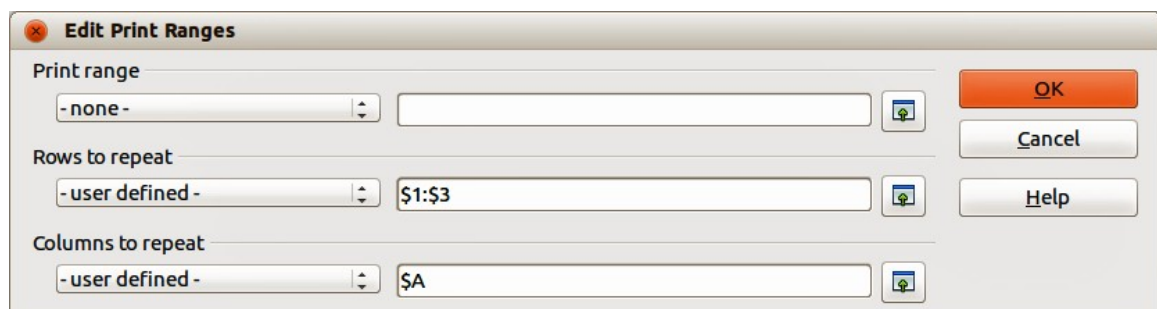 Edit Print Ranges
Print range
- none -
OK
Cancel
Rows to repeat
- user defined -
$1:$3
Help
Columns to repeat
- user defined -
$A